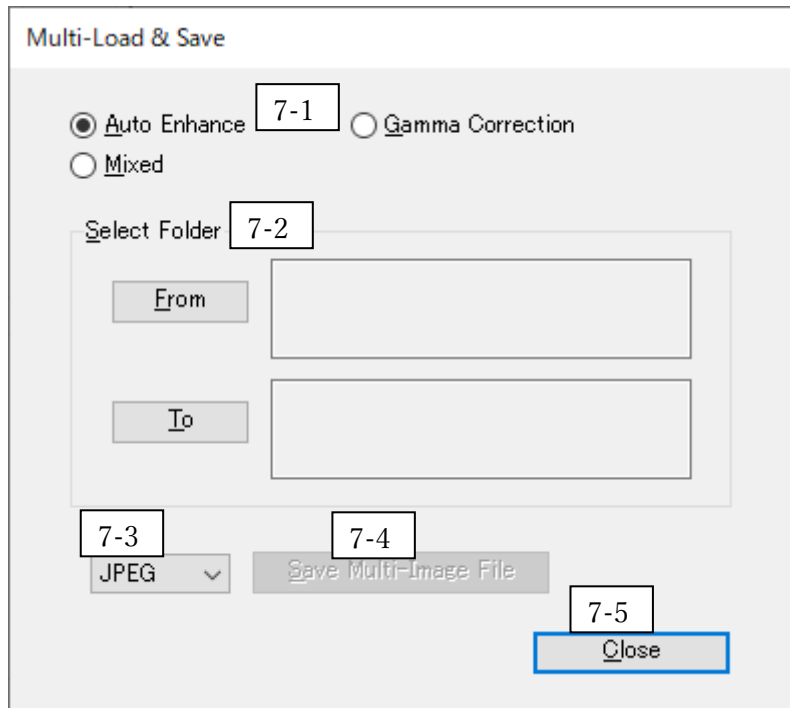 Multi-Load & Save
Auto Enhance 7-1 Gamma Correction
Mixed
Select Folder 7-2
From
To
7-3 7-4
JPEG Save Multi-Image File
7-5
Close